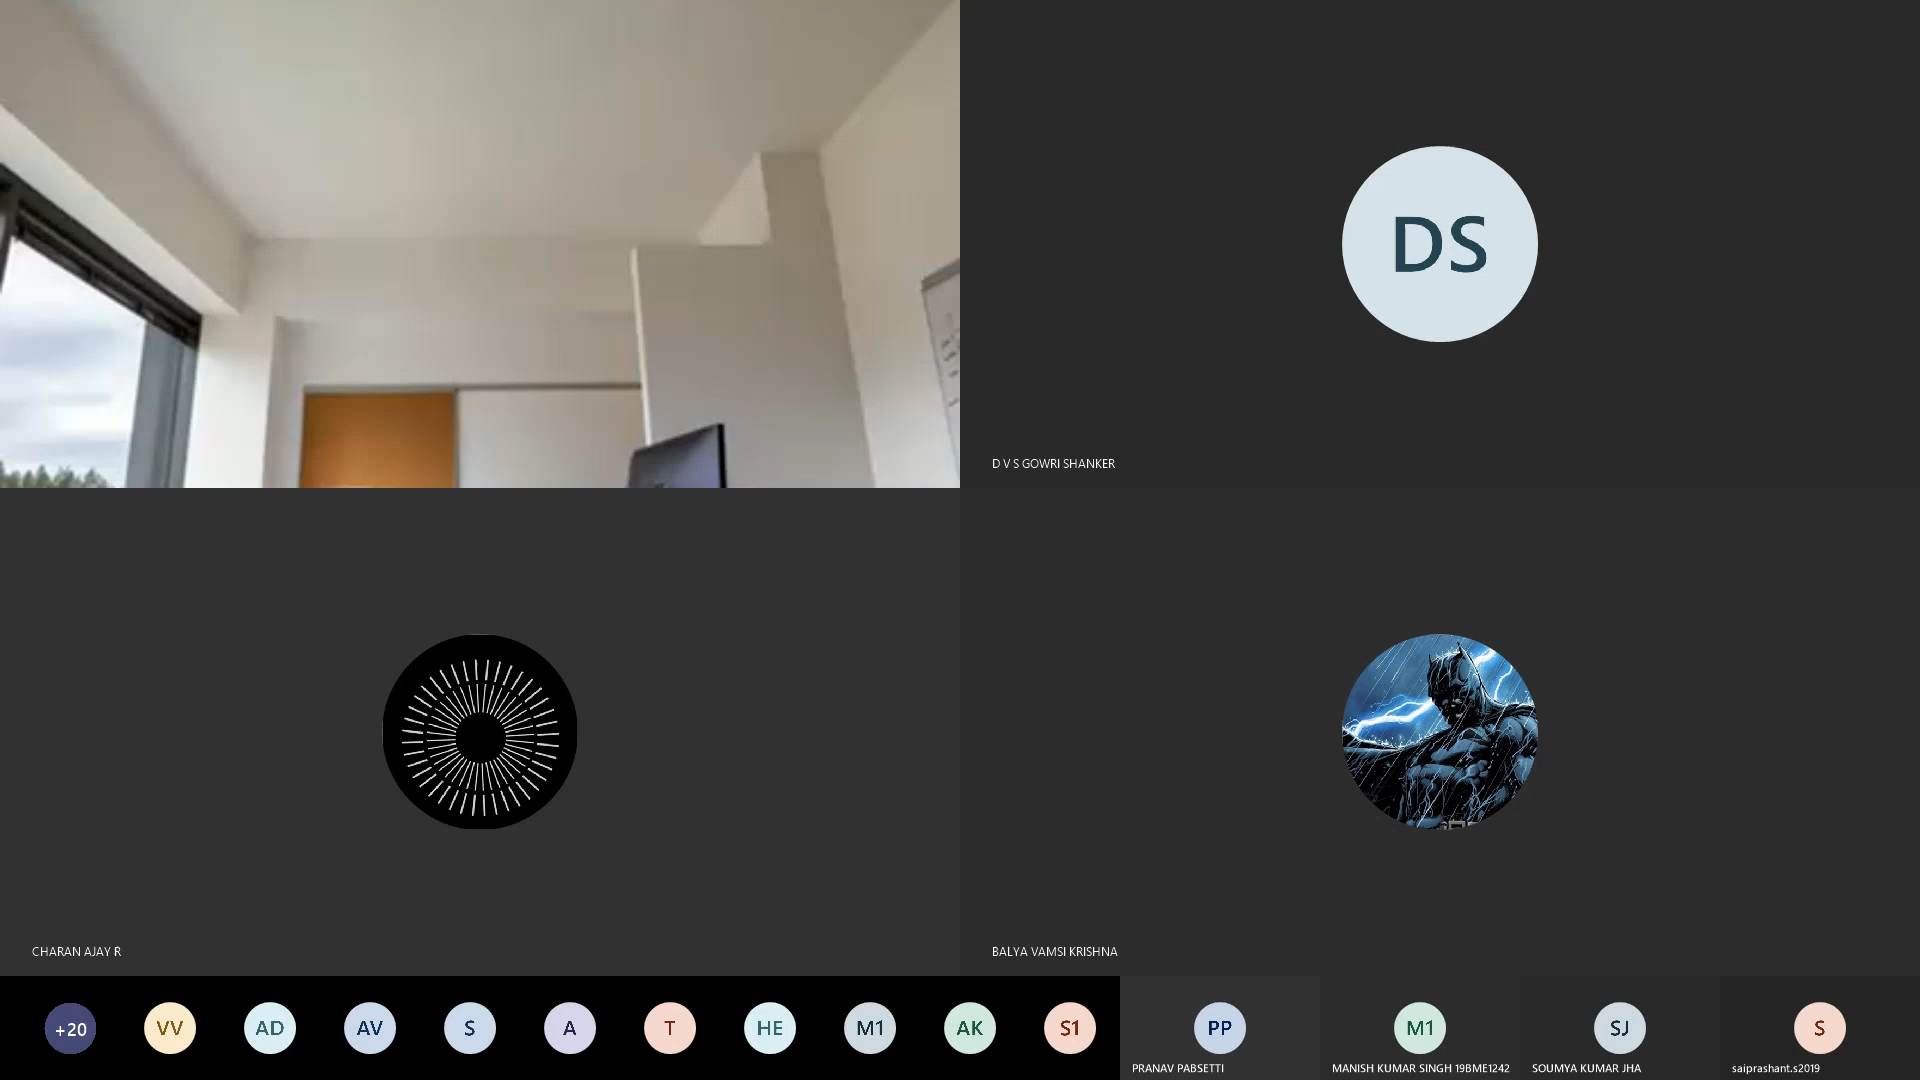 DS
D V S GOWRI SHANKER
CHARAN AJAY R
BALYA VAMSI KRISHNA
+20
VV
AD
AV
S
A
T
HE
M1
AK
S1
PP
M1
SJ
S
PRANAV PABSETTI
MANISH KUMAR SINGH 19BME1242
SOUMYA KUMAR JHA
saiprashant.s2019